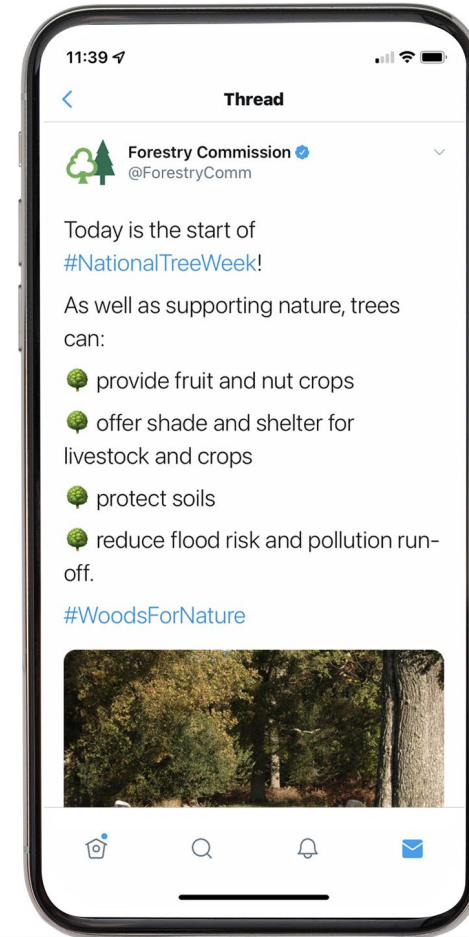 11:39
Thread
Forestry Commission
@ForestryComm
Today is the start of
#NationalTreeWeek!
As well as supporting nature, trees
can:
provide fruit and nut crops
offer shade and shelter for
livestock and crops
protect soils
reduce flood risk and pollution run-
off.
#WoodsForNature